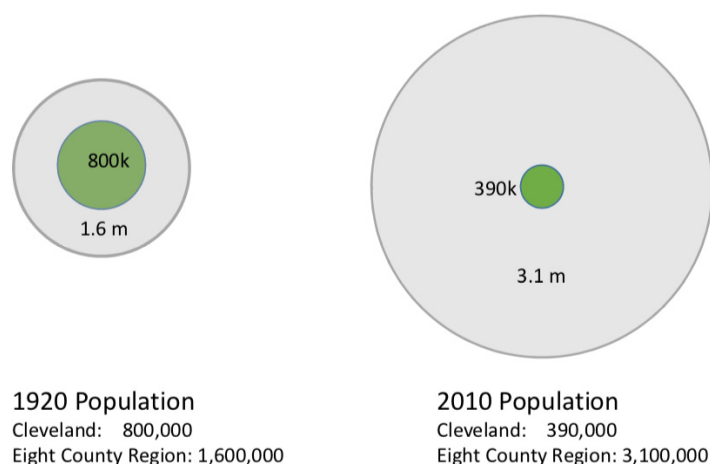 800k
1.6 m
390k
3.1 m
1920 Population
Cleveland: 800,000
Eight County Region: 1,600,000
2010 Population
Cleveland: 390,000
Eight County Region: 3,100,000